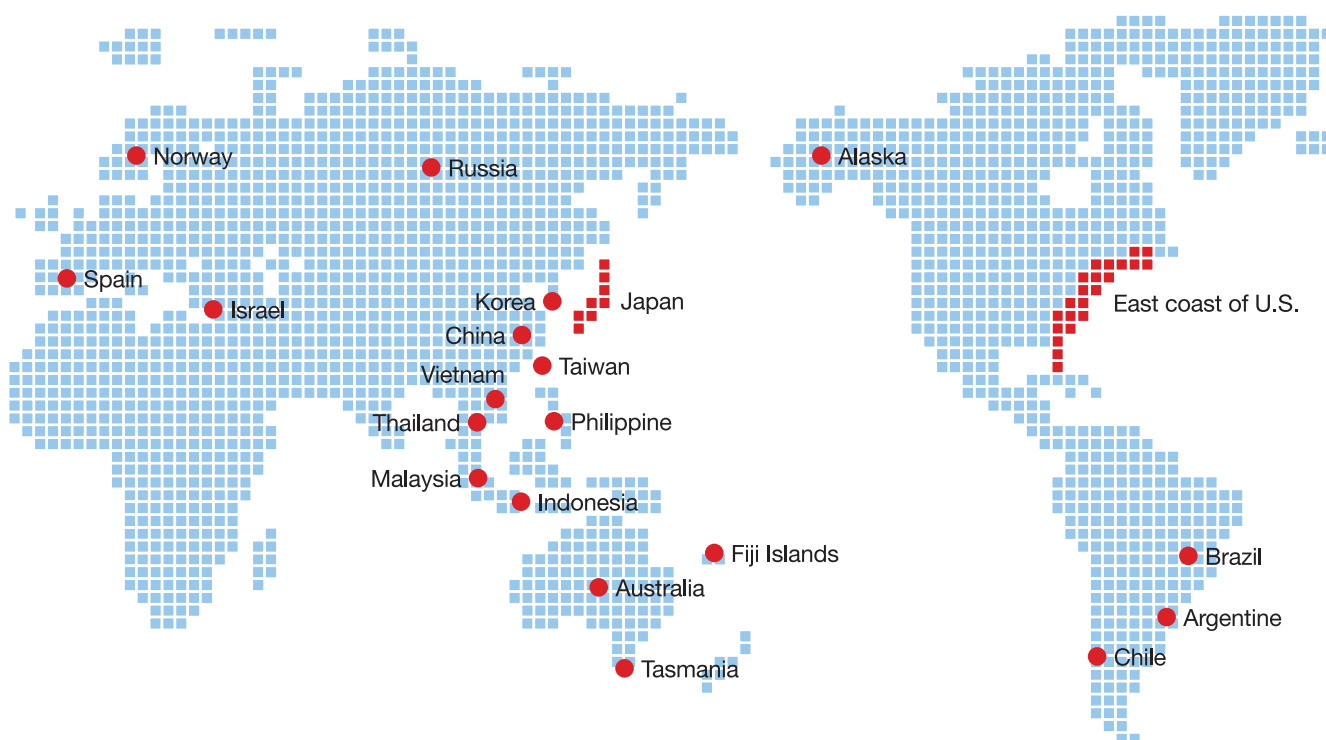 Norway
Russia
Alaska
Spain
Israel
Korea
Japan
East coast of U.S.
China
Taiwan
Vietnam
Thailand
Philippine
Malaysia
Indonesia
Fiji Islands
Brazil
Australia
Argentine
Chile
Tasmania